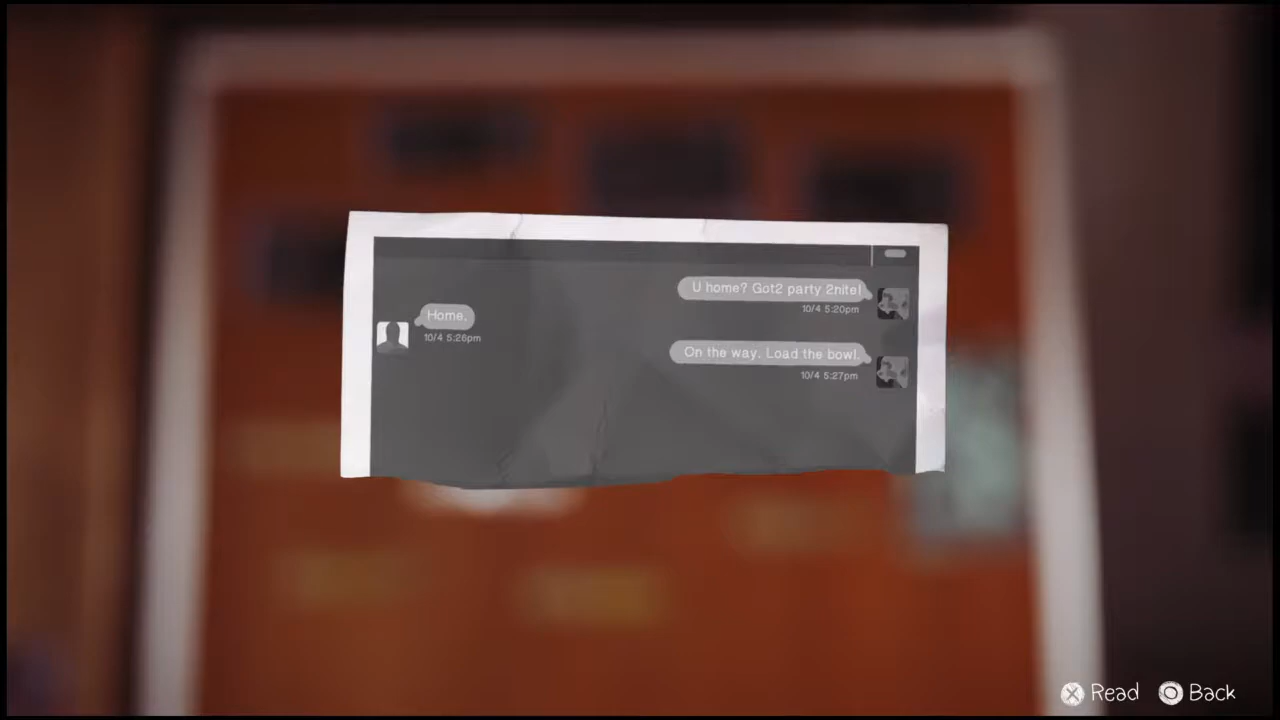 U home? Got2 party 2nite!
10/4 5:20pm
Home.
10/4 5:26pm
On the way. Load the bowl.
10/4 5:27pm
Read
Back